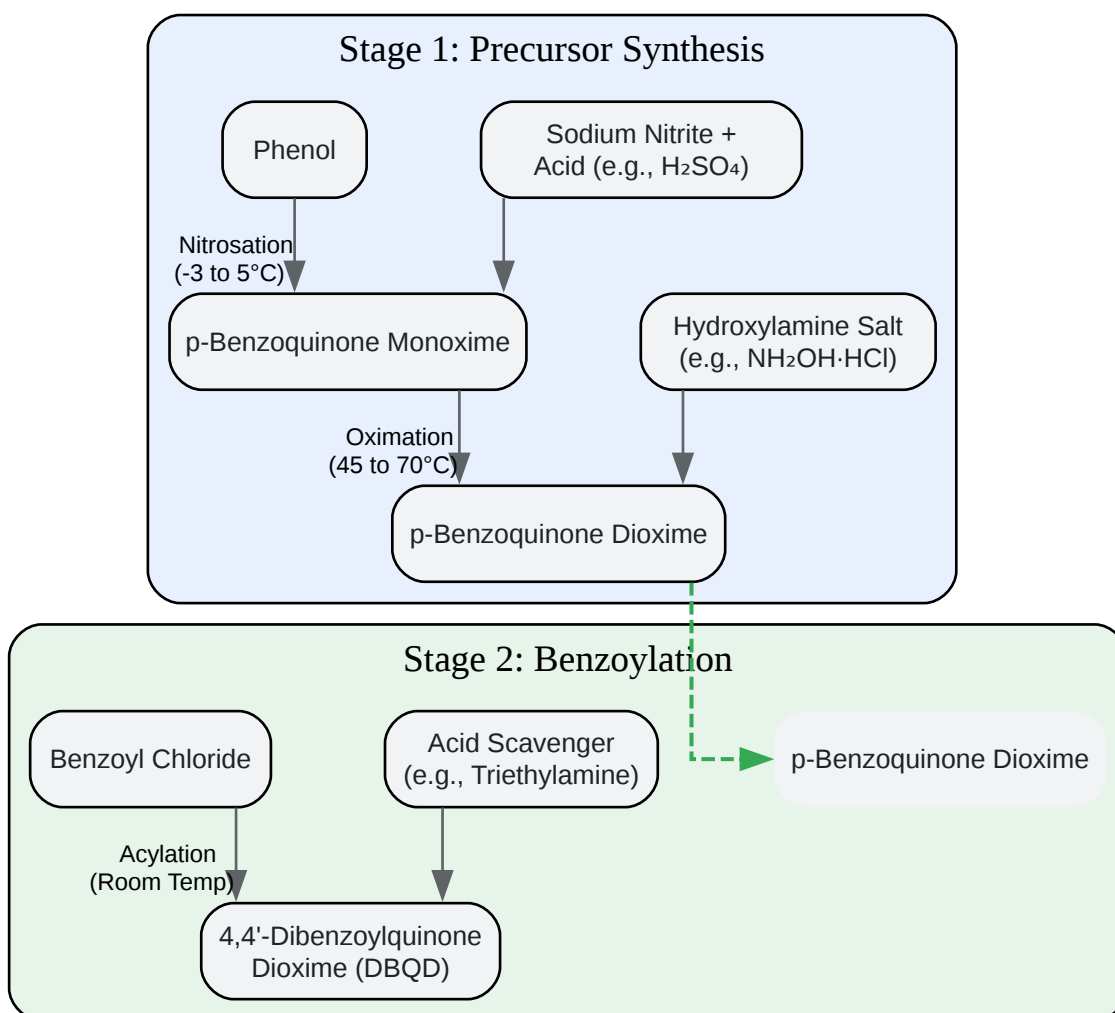 Stage 1: Precursor Synthesis
Phenol
Sodium Nitrite +
Acid (e.g., H₂SO₄)
Nitrosation
(-3 to 5°C)
p-Benzoquinone Monoxime
Hydroxylamine Salt
(e.g., NH₂OH·HCl)
Oximation
(45 to 70°C)
p-Benzoquinone Dioxime
Stage 2: Benzoylation
Benzoyl Chloride
Acid Scavenger
(e.g., Triethylamine)
p-Benzoquinone Dioxime
Acylation
(Room Temp)
4,4'-Dibenzoylquinone
Dioxime (DBQD)